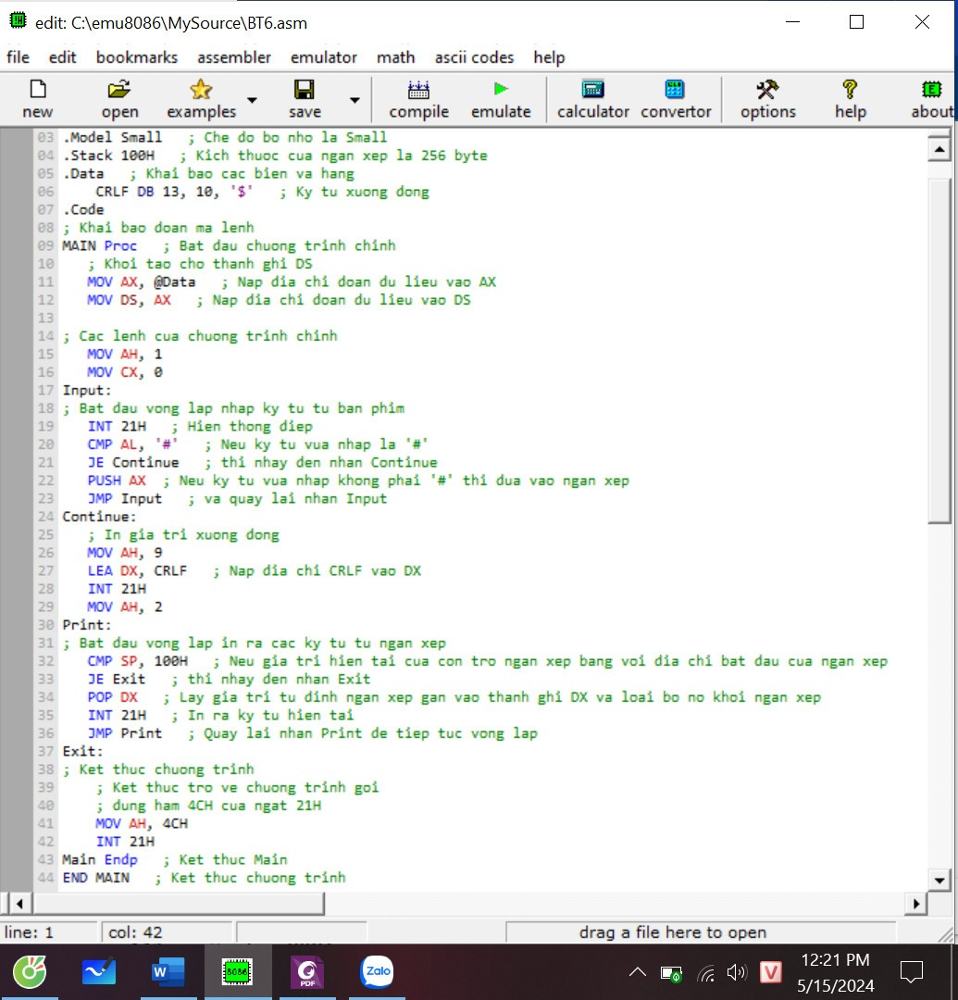 edit: C:\emu8086\MySource\BT6.asm
file edit bookmarks assembler emulator math ascii codes help
new open examples save compile emulate calculator convertor options help about
03 .Model Small ; Che do bo nho la Small
04 .Stack 100H ; Kich thuoc cua ngan xep la 256 byte
05 .Data ; Khai bao cac bien va hang
06 CRLF DB 13, 10, '$' ; Ky tu xuong dong
07 .Code
08 ; Khai bao doan ma lenh
09 MAIN Proc ; Bat dau chuong trinh chinh
10 ; Khoi tao cho thanh ghi DS
11 MOV AX, @Data ; Nap dia chi doan du lieu vao AX
12 MOV DS, AX ; Nap dia chi doan du lieu vao DS
13
14 ; Cac lenh cua chuong trinh chinh
15 MOV AH, 1
16 MOV CX, 0
17 Input:
18 ; Bat dau vong lap nhap ky tu tu ban phim
19 INT 21H ; Hien thong diep
20 CMP AL, '#' ; Neu ky tu vua nhap la '#'
21 JE Continue ; thi nhay den nhan Continue
22 PUSH AX ; Neu ky tu vua nhap khong phai '#' thi dua vao ngan xep
23 JMP Input ; va quay lai nhan Input
24 Continue:
25 ; In gia tri xuong dong
26 MOV AH, 9
27 LEA DX, CRLF ; Nap dia chi CRLF vao DX
28 INT 21H
29 MOV AH, 2
30 Print:
31 ; Bat dau vong lap in ra cac ky tu tu ngan xep
32 CMP SP, 100H ; Neu gia tri hien tai cua con tro ngan xep bang voi dia chi bat dau cua ngan xep
33 JE Exit ; thi nhay den nhan Exit
34 POP DX ; Lay gia tri tu dinh ngan xep gan vao thanh ghi DX va loai bo no khoi ngan xep
35 INT 21H ; In ra ky tu hien tai
36 JMP Print ; Quay lai nhan Print de tiep tuc vong lap
37 Exit:
38 ; Ket thuc chuong trinh
39 ; Ket thuc tro ve chuong trinh goi
40 ; dung ham 4CH cua ngat 21H
41 MOV AH, 4CH
42 INT 21H
43 Main Endp ; Ket thuc Main
44 END MAIN ; Ket thuc chuong trinh
line: 1 col: 42 drag a file here to open
W 8086 PDF Zalo V 12:21 PM
5/15/2024